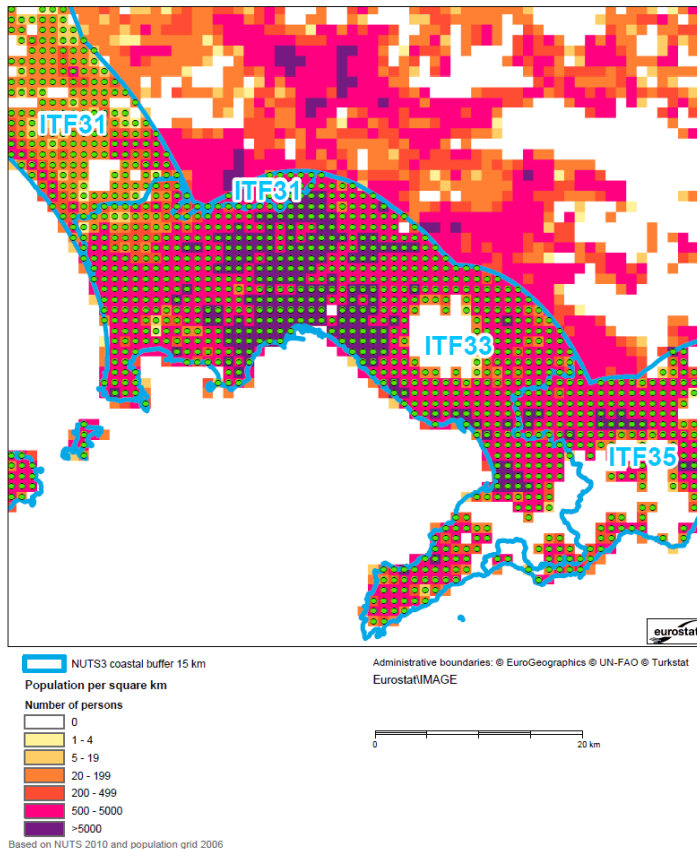 ITF31
ITF31
ITF33
ITF35
eurostat
NUTS3 coastal buffer 15 km
Population per square km
Number of persons
0
1 - 4
5 - 19
20 - 199
200 - 499
500 - 5000
>5000
Based on NUTS 2010 and population grid 2006
Administrative boundaries: © EuroGeographics © UN-FAO © Turkstat
Eurostat\IMAGE
0 20 km